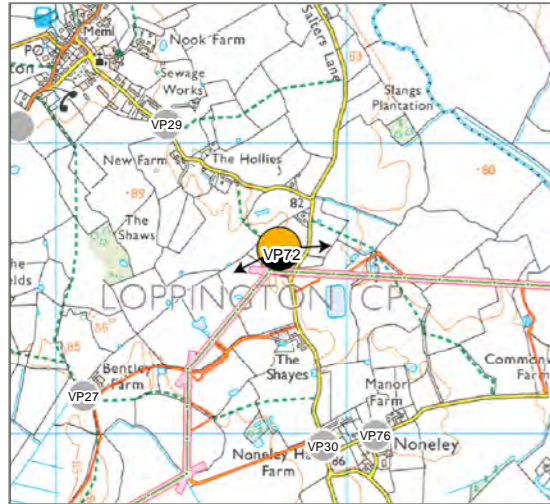 Meml
PO
Nook Farm
Sewage
Works
Salters Lane
83
Slangs
Plantation
VP29
New Farm
The Hollies
80
89
82
The
Shaws
VP72
LOPPINGTON CP
85
Bentley
Farm
The
Shayes
Manor
Farm
Common
Farm
VP27
VP30
VP76
Noneley
86
Noneley Ha
Farm